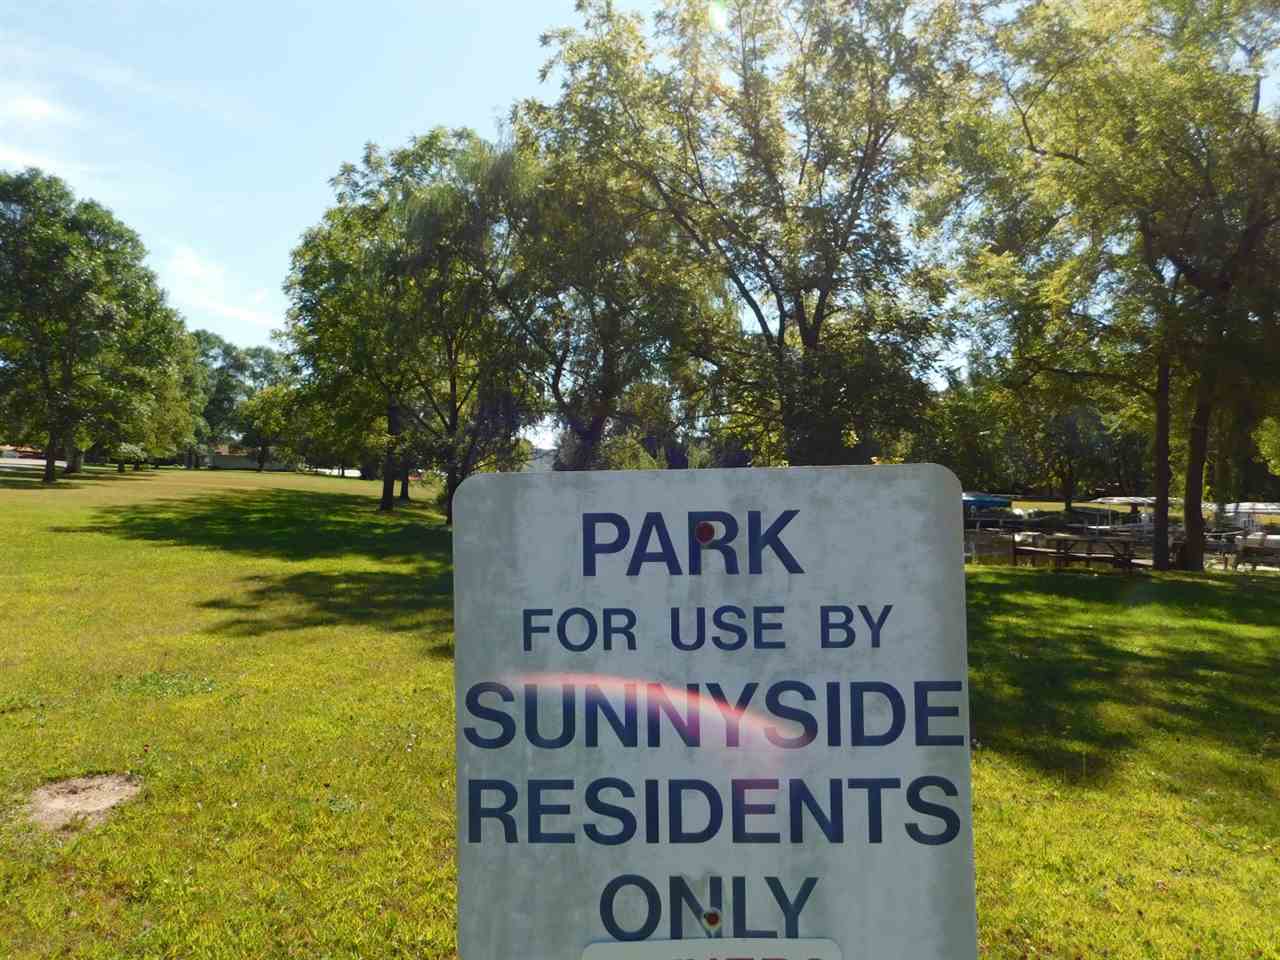 PARK
FOR USE BY
SUNNYSIDE
RESIDENTS
ONLY